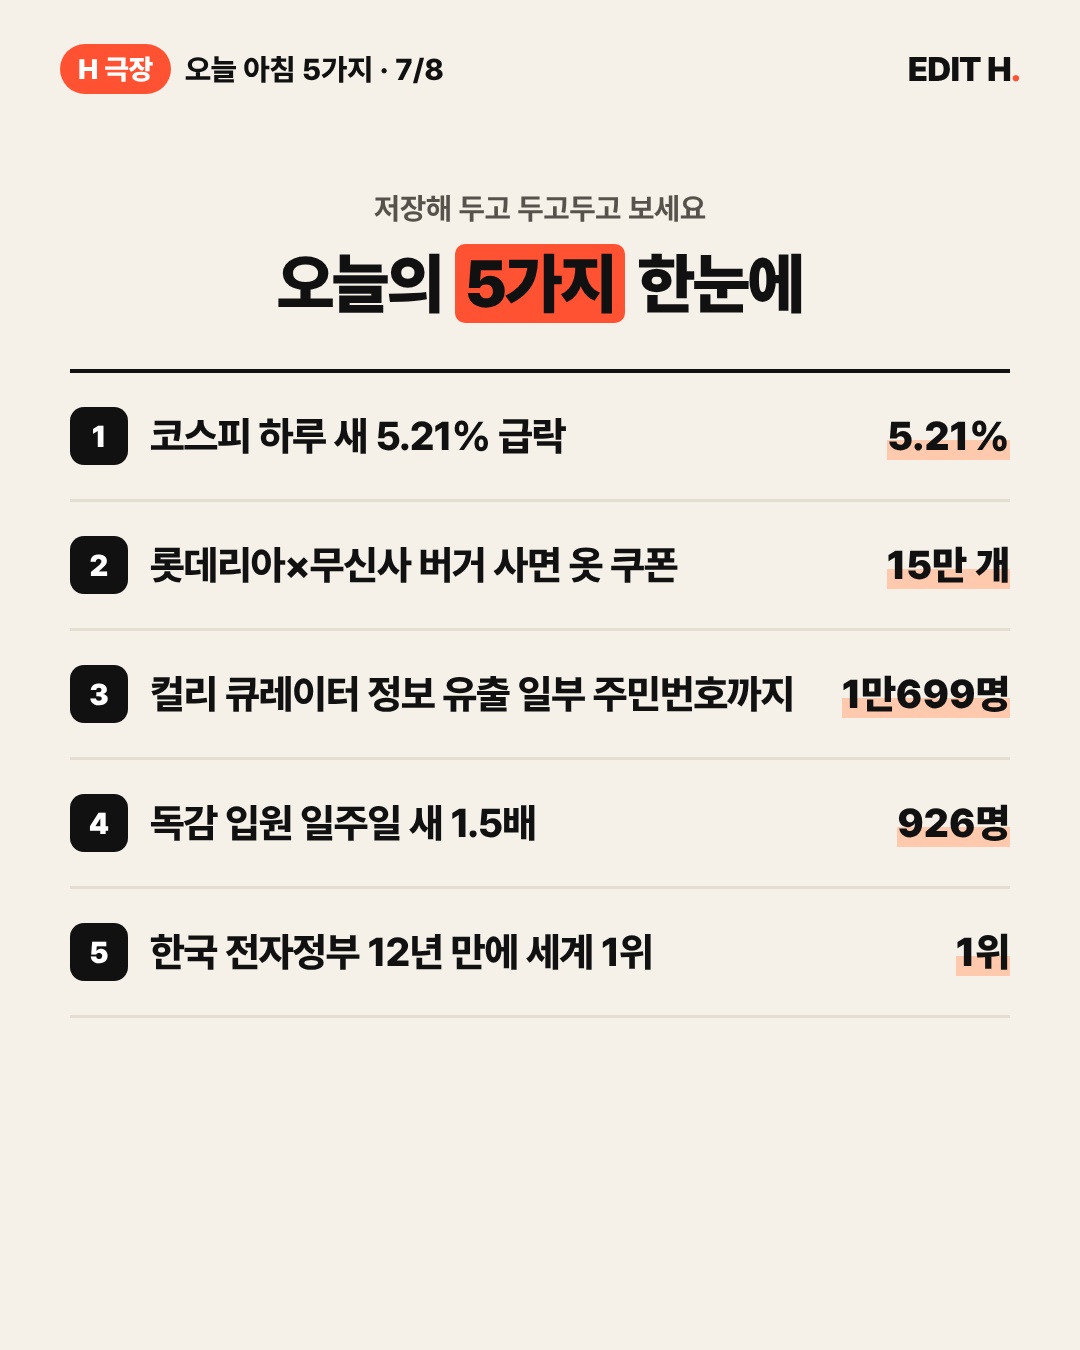 H 극장 오늘 아침 5가지 · 7/8
EDIT H.
저장해 두고 두고두고 보세요
오늘의 5가지 한눈에
1 코스피 하루 새 5.21% 급락 5.21%
2 롯데리아×무신사 버거 사면 옷 쿠폰 15만 개
3 컬리 큐레이터 정보 유출 일부 주민번호까지 1만699명
4 독감 입원 일주일 새 1.5배 926명
5 한국 전자정부 12년 만에 세계 1위 1위